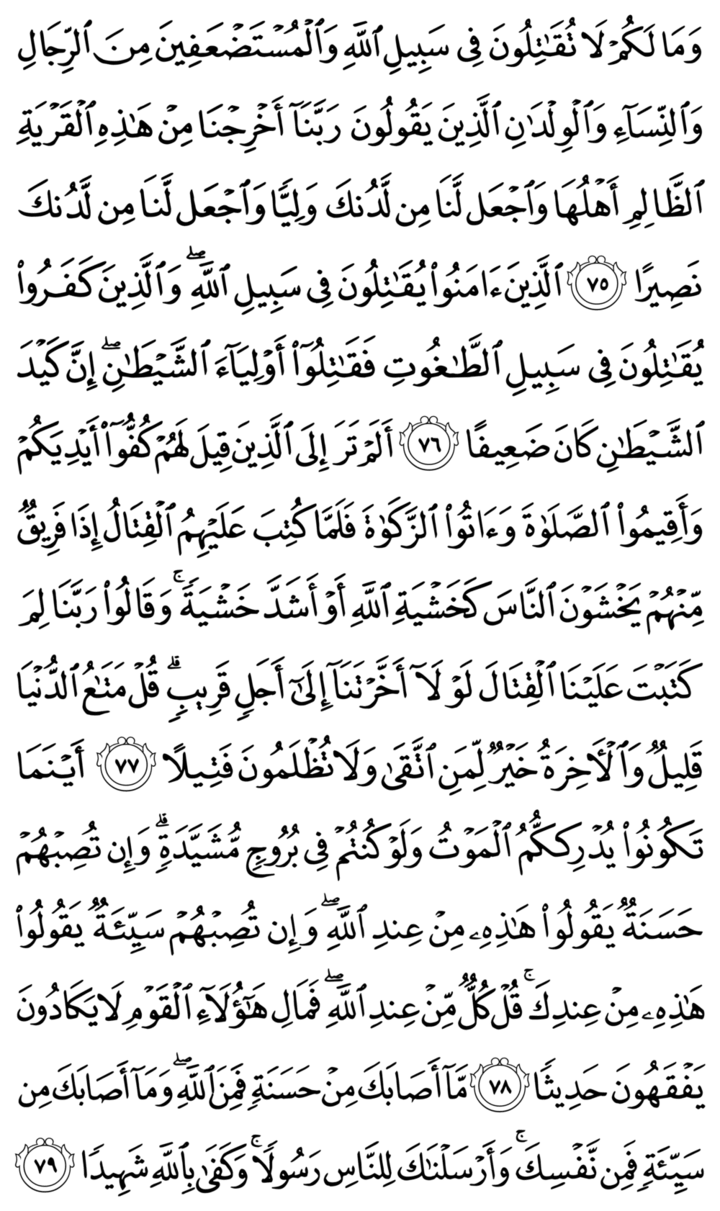 وَمَا لَكُمْ لَا تُقَٰتِلُونَ فِى سَبِيلِ ٱللَّهِ وَٱلْمُسْتَضْعَفِينَ مِنَ ٱلرِّجَالِ
وَٱلنِّسَآءِ وَٱلْوِلْدَٰنِ ٱلَّذِينَ يَقُولُونَ رَبَّنَآ أَخْرِجْنَا مِنْ هَٰذِهِ ٱلْقَرْيَةِ
ٱلظَّالِمِ أَهْلُهَا وَٱجْعَل لَّنَا مِن لَّدُنكَ وَلِيًّا وَٱجْعَل لَّنَا مِن لَّدُنكَ
نَصِيرًا ٧٥ ٱلَّذِينَ ءَامَنُوا۟ يُقَٰتِلُونَ فِى سَبِيلِ ٱللَّهِ ۖ وَٱلَّذِينَ كَفَرُوا۟
يُقَٰتِلُونَ فِى سَبِيلِ ٱلطَّٰغُوتِ فَقَٰتِلُوٓا۟ أَوْلِيَآءَ ٱلشَّيْطَٰنِ ۖ إِنَّ كَيْدَ
ٱلشَّيْطَٰنِ كَانَ ضَعِيفًا ٧٦ أَلَمْ تَرَ إِلَى ٱلَّذِينَ قِيلَ لَهُمْ كُفُّوٓا۟ أَيْدِيَكُمْ
وَأَقِيمُوا۟ ٱلصَّلَوٰةَ وَءَاتُوا۟ ٱلزَّكَوٰةَ فَلَمَّا كُتِبَ عَلَيْهِمُ ٱلْقِتَالُ إِذَا فَرِيقٌ
مِّنْهُمْ يَخْشَوْنَ ٱلنَّاسَ كَخَشْيَةِ ٱللَّهِ أَوْ أَشَدَّ خَشْيَةً ۚ وَقَالُوا۟ رَبَّنَا لِمَ
كَتَبْتَ عَلَيْنَا ٱلْقِتَالَ لَوْلَآ أَخَّرْتَنَآ إِلَىٰٓ أَجَلٍ قَرِيبٍ ۗ قُلْ مَتَٰعُ ٱلدُّنْيَا
قَلِيلٌ وَٱلْءَاخِرَةُ خَيْرٌ لِّمَنِ ٱتَّقَىٰ وَلَا تُظْلَمُونَ فَتِيلًا ٧٧ أَيْنَمَا
تَكُونُوا۟ يُدْرِككُّمُ ٱلْمَوْتُ وَلَوْ كُنتُمْ فِى بُرُوجٍ مُّشَيَّدَةٍ ۗ وَإِن تُصِبْهُمْ
حَسَنَةٌ يَقُولُوا۟ هَٰذِهِۦ مِنْ عِندِ ٱللَّهِ ۖ وَإِن تُصِبْهُمْ سَيِّئَةٌ يَقُولُوا۟
هَٰذِهِۦ مِنْ عِندِكَ ۚ قُلْ كُلٌّ مِّنْ عِندِ ٱللَّهِ ۖ فَمَالِ هَٰٓؤُلَآءِ ٱلْقَوْمِ لَا يَكَادُونَ
يَفْقَهُونَ حَدِيثًا ٧٨ مَّآ أَصَابَكَ مِنْ حَسَنَةٍ فَمِنَ ٱللَّهِ ۖ وَمَآ أَصَابَكَ مِن
سَيِّئَةٍ فَمِن نَّفْسِكَ ۚ وَأَرْسَلْنَٰكَ لِلنَّاسِ رَسُولًا ۚ وَكَفَىٰ بِٱللَّهِ شَهِيدًا ٧٩